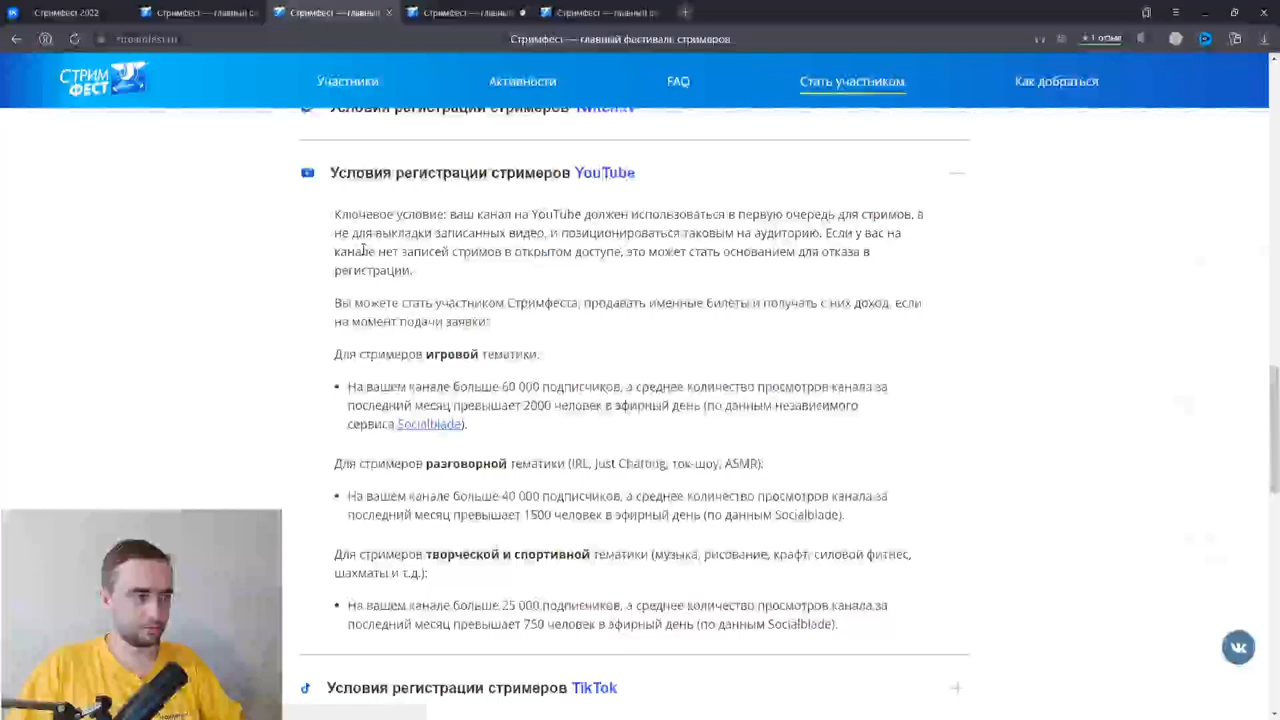 Стримфест 2022
Стримфест — главный ф
Стримфест — главны
Стримфест — главный
Стримфест — главный ф
streamfest.ru
Стримфест — главный фестиваль стримеров
СТРИМ
ФЕСТ
Участники
Активности
FAQ
Стать участником
Как добраться
Условия регистрации стримеров Twitch.tv
Условия регистрации стримеров YouTube
Ключевое условие: ваш канал на YouTube должен использоваться в первую очередь для стримов, а
не для выкладки записанных видео, и позиционироваться таковым на аудиторию. Если у вас на
канале нет записей стримов в открытом доступе, это может стать основанием для отказа в
регистрации.
Вы можете стать участником Стримфеста, продавать именные билеты и получать с них доход, если
на момент подачи заявки:
Для стримеров игровой тематики:
• На вашем канале больше 60 000 подписчиков, а среднее количество просмотров канала за
последний месяц превышает 2000 человек в эфирный день (по данным независимого
сервиса Socialblade).
Для стримеров разговорной тематики (IRL, Just Chatting, ток-шоу, ASMR):
• На вашем канале больше 40 000 подписчиков, а среднее количество просмотров канала за
последний месяц превышает 1500 человек в эфирный день (по данным Socialblade).
Для стримеров творческой и спортивной тематики (музыка, рисование, крафт, силовой фитнес,
шахматы и т.д.):
• На вашем канале больше 25 000 подписчиков, а среднее количество просмотров канала за
последний месяц превышает 750 человек в эфирный день (по данным Socialblade).
Условия регистрации стримеров TikTok